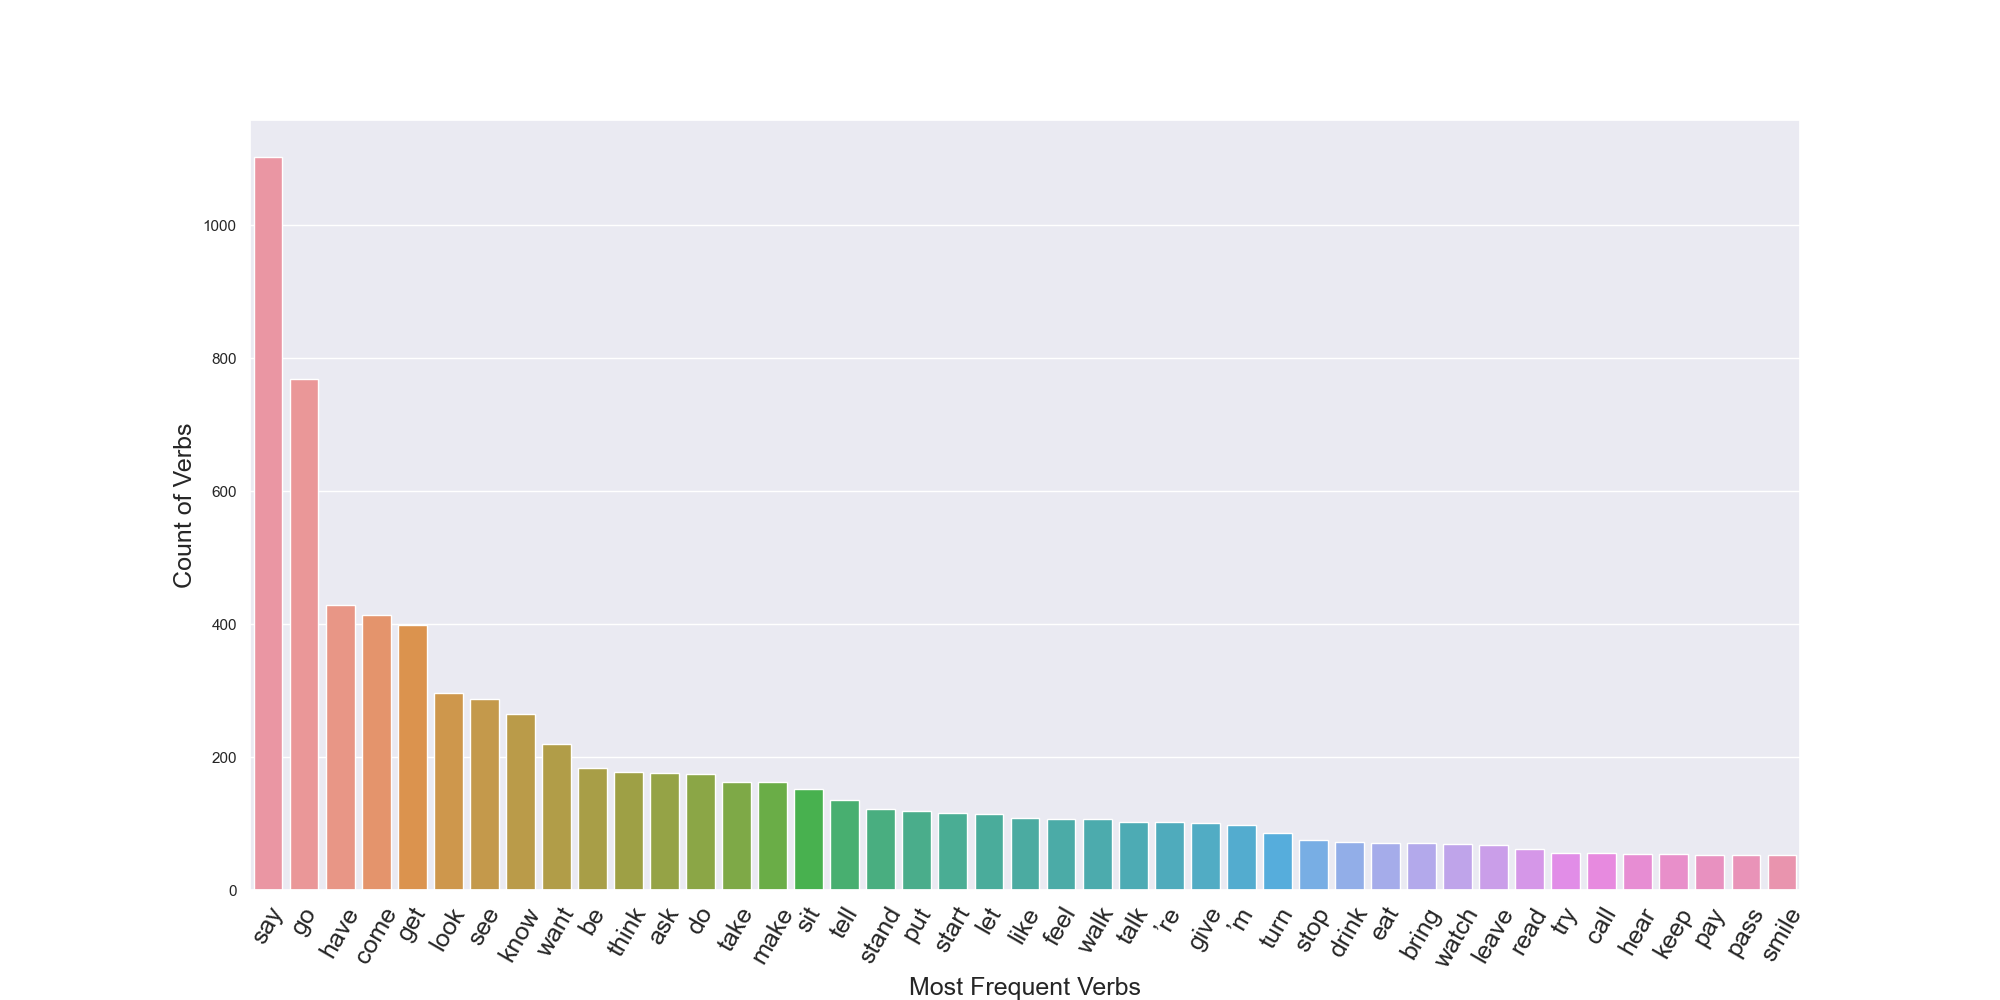 Count of Verbs
1000
800
600
400
200
0
say go have come get look see know want be think ask do take make sit tell stand put start let like feel walk talk ’re give ’m turn stop drink eat bring watch leave read try call hear keep pay pass smile
Most Frequent Verbs